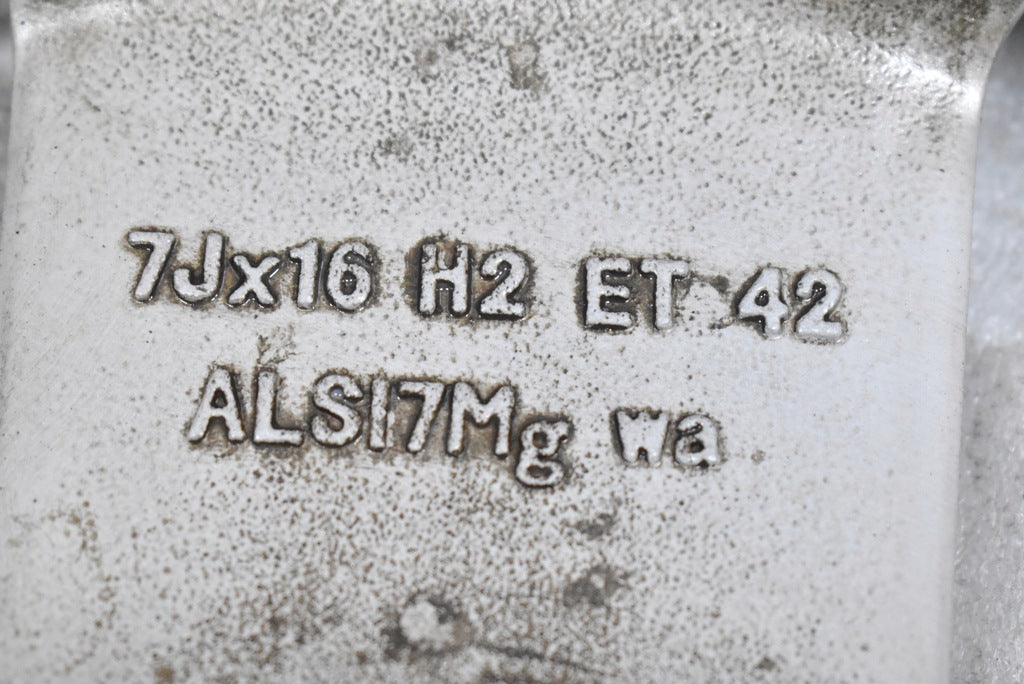 7Jx16 H2 ET 42
ALSI7Mg wa